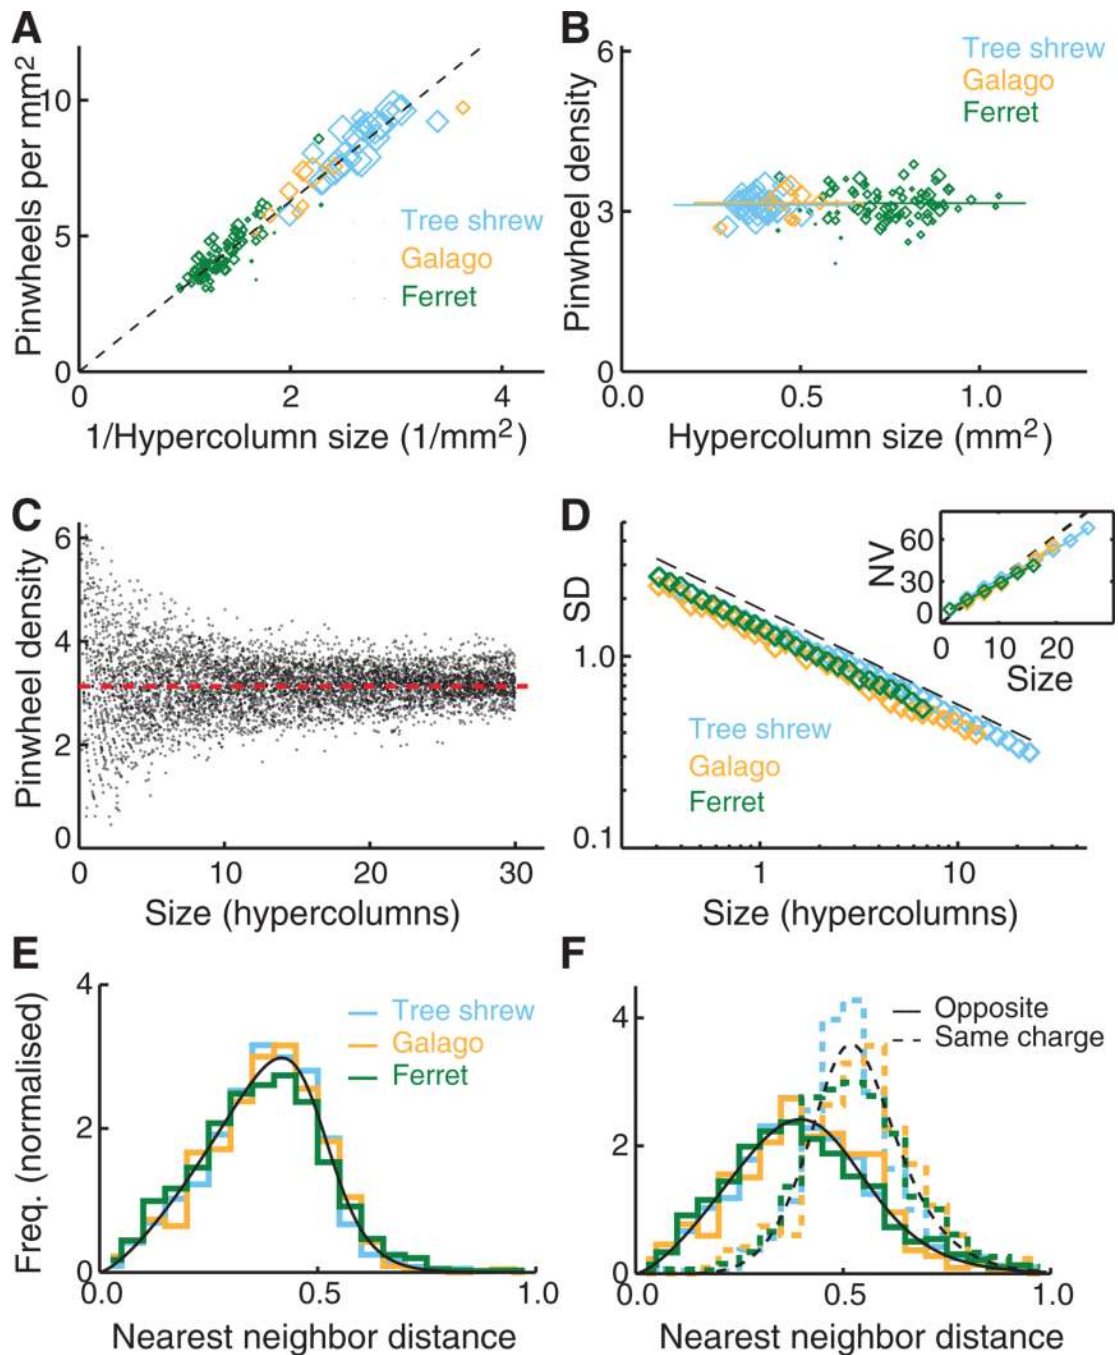 A
Pinwheels per mm2
10
5
0
0
2
4
1/Hypercolumn size (1/mm2)
Tree shrew
Galago
Ferret
B
Pinwheel density
6
3
0
0.0
0.5
1.0
Hypercolumn size (mm2)
Tree shrew
Galago
Ferret
C
Pinwheel density
6
4
2
0
0
10
20
30
Size (hypercolumns)
D
SD
1.0
0.1
1
10
Size (hypercolumns)
Tree shrew
Galago
Ferret
NV
60
30
0
0
10
20
Size
E
Freq. (normalised)
4
2
0
0.0
0.5
1.0
Nearest neighbor distance
Tree shrew
Galago
Ferret
F
4
2
0
0.0
0.5
1.0
Nearest neighbor distance
Opposite
Same charge